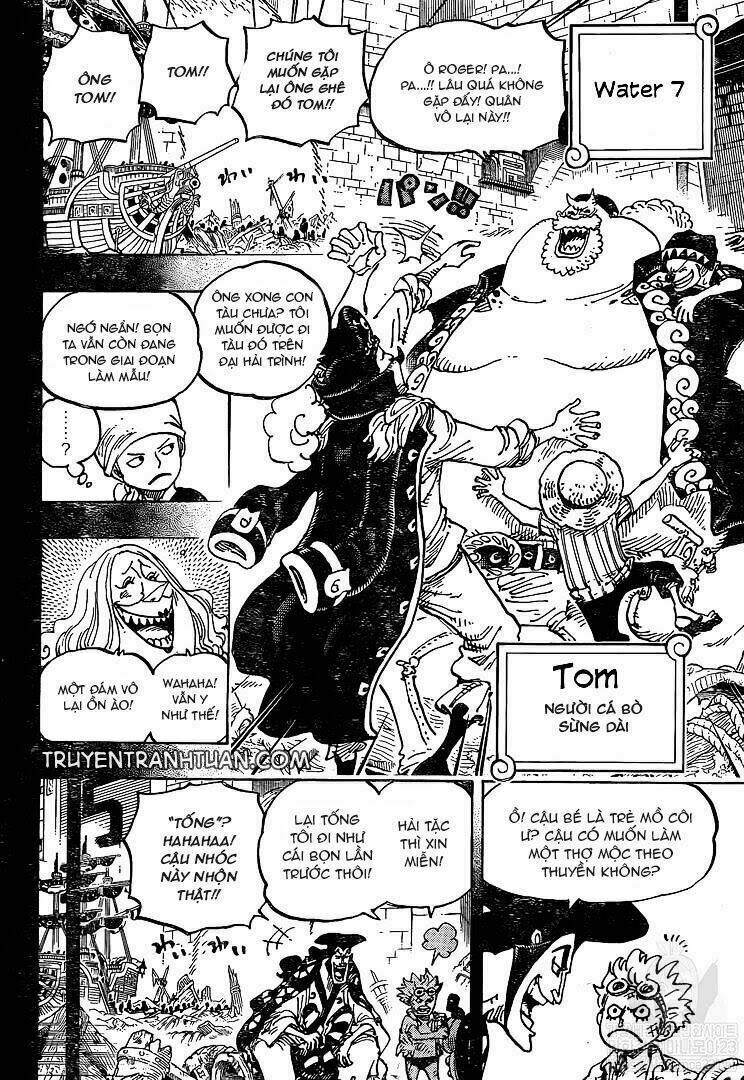 ÔNG
TOM!!
TOM!!
CHÚNG TÔI
MUỐN GẶP
LẠI ÔNG GHÊ
ĐÓ TOM!!
Ô ROGER! PA...!
PA...!! LÂU QUÁ KHÔNG
GẶP ĐẤY! QUÂN
VÔ LẠI NÀY!!
Water 7
わい
わい
ÔNG XONG CON
TÀU CHƯA? TÔI
MUỐN ĐƯỢC ĐI
TÀU ĐÓ TRÊN
ĐẠI HẢI TRÌNH!
NGỚ NGẨN! BỌN
TA VẪN CÒN ĐANG
TRONG GIAI ĐOẠN
LÀM MẪU!
...?
WAHAHA!
VẪN Y
NHƯ THẾ!
MỘT ĐÁM VÔ
LẠI ỒN ÀO!
Tom
NGƯỜI CÁ BÒ
SỪNG DÀI
TRUYENTRANHTUAN.COM
"TỐNG"?
HAHAHAA!
CẬU NHÓC
NÀY NHỘN
THẬT!!
LẠI TỐNG
TÔI ĐI NHƯ
CÁI BỌN LẦN
TRƯỚC THÔI!
HẢI TẶC
THÌ XIN
MIỄN!
Ồ! CẬU BÉ LÀ TRẺ MỒ CÔI
Ư? CẬU CÓ MUỐN LÀM
MỘT THỢ MỘC THEO
THUYỀN KHÔNG?